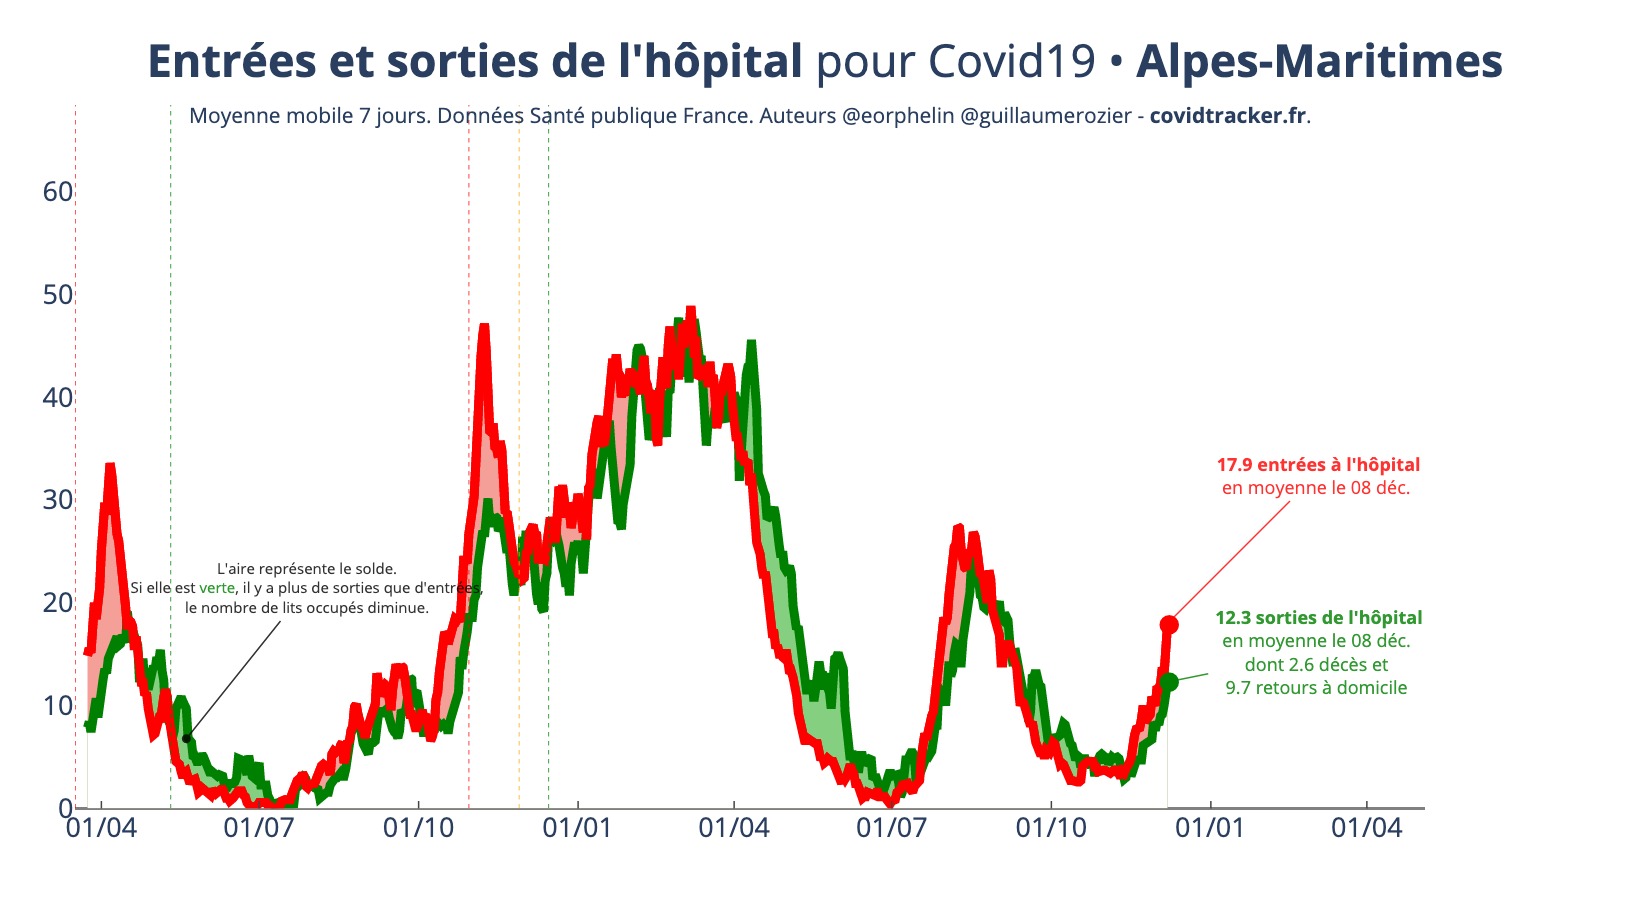 Entrées et sorties de l'hôpital pour Covid19 • Alpes-Maritimes
Moyenne mobile 7 jours. Données Santé publique France. Auteurs @eorphelin @guillaumerozier - covidtracker.fr.
60
50
40
30
20
10
0
L'aire représente le solde.
Si elle est verte, il y a plus de sorties que d'entrées,
le nombre de lits occupés diminue.
17.9 entrées à l'hôpital
en moyenne le 08 déc.
12.3 sorties de l'hôpital
en moyenne le 08 déc.
dont 2.6 décès et
9.7 retours à domicile
01/04 01/07 01/10 01/01 01/04 01/07 01/10 01/01 01/04